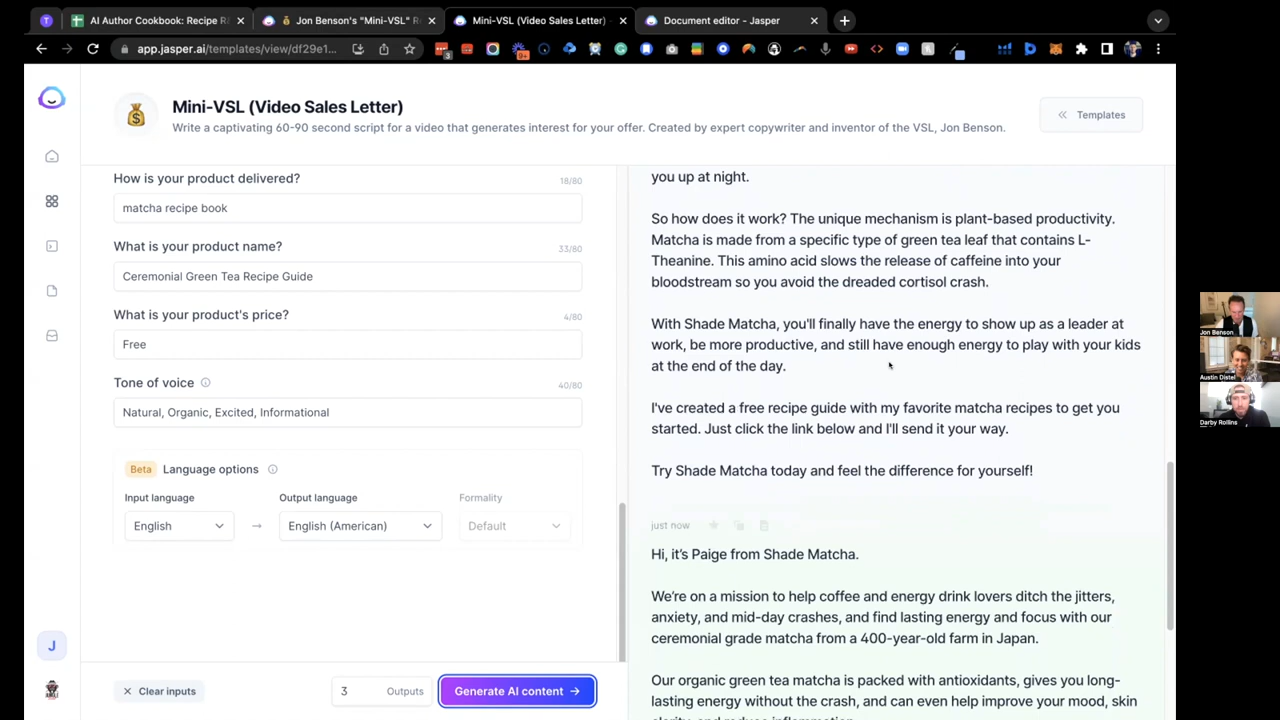 T
AI Author Cookbook: Recipe R
Jon Benson's "Mini-VSL" R
Mini-VSL (Video Sales Letter)
Document editor - Jasper
app.jasper.ai/templates/view/df29e1...
3
9+
Mini-VSL (Video Sales Letter)
Write a captivating 60-90 second script for a video that generates interest for your offer. Created by expert copywriter and inventor of the VSL, Jon Benson.
Templates
How is your product delivered?
18/80
matcha recipe book
What is your product name?
33/80
Ceremonial Green Tea Recipe Guide
What is your product's price?
4/80
Free
Tone of voice
40/80
Natural, Organic, Excited, Informational
Beta
Language options
Input language
Output language
Formality
English
English (American)
Default
J
Clear inputs
3
Outputs
Generate AI content
you up at night.
So how does it work? The unique mechanism is plant-based productivity.
Matcha is made from a specific type of green tea leaf that contains L-
Theanine. This amino acid slows the release of caffeine into your
bloodstream so you avoid the dreaded cortisol crash.
With Shade Matcha, you'll finally have the energy to show up as a leader at
work, be more productive, and still have enough energy to play with your kids
at the end of the day.
I've created a free recipe guide with my favorite matcha recipes to get you
started. Just click the link below and I'll send it your way.
Try Shade Matcha today and feel the difference for yourself!
just now
Hi, it's Paige from Shade Matcha.
We're on a mission to help coffee and energy drink lovers ditch the jitters,
anxiety, and mid-day crashes, and find lasting energy and focus with our
ceremonial grade matcha from a 400-year-old farm in Japan.
Our organic green tea matcha is packed with antioxidants, gives you long-
lasting energy without the crash, and can even help improve your mood, skin
Jon Benson
Austin Distel
Darby Rollins